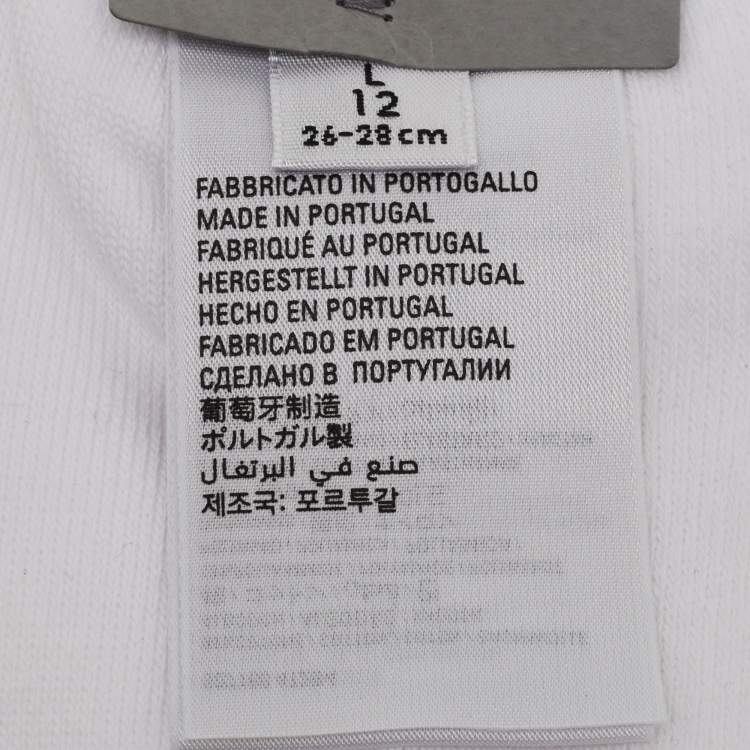 L
12
26-28 cm
FABBRICATO IN PORTOGALLO
MADE IN PORTUGAL
FABRIQUÉ AU PORTUGAL
HERGESTELLT IN PORTUGAL
HECHO EN PORTUGAL
FABRICADO EM PORTUGAL
СДЕЛАНО В ПОРТУГАЛИИ
葡萄牙制造
ポルトガル製
صنع في البرتغال
제조국: 포르투갈